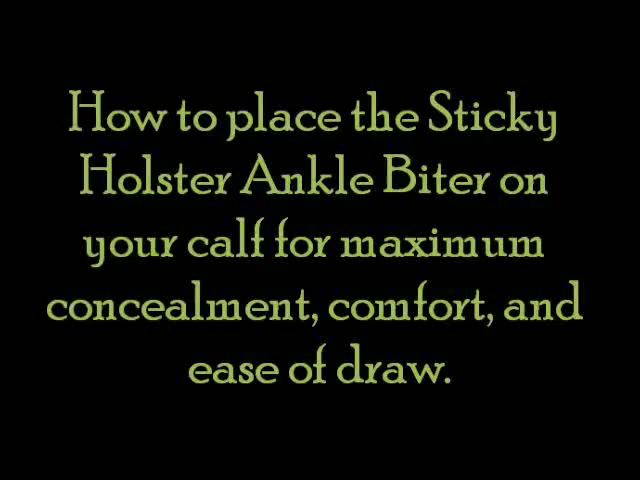 How to place the Sticky
Holster Ankle Biter on
your calf for maximum
concealment, comfort, and
ease of draw.